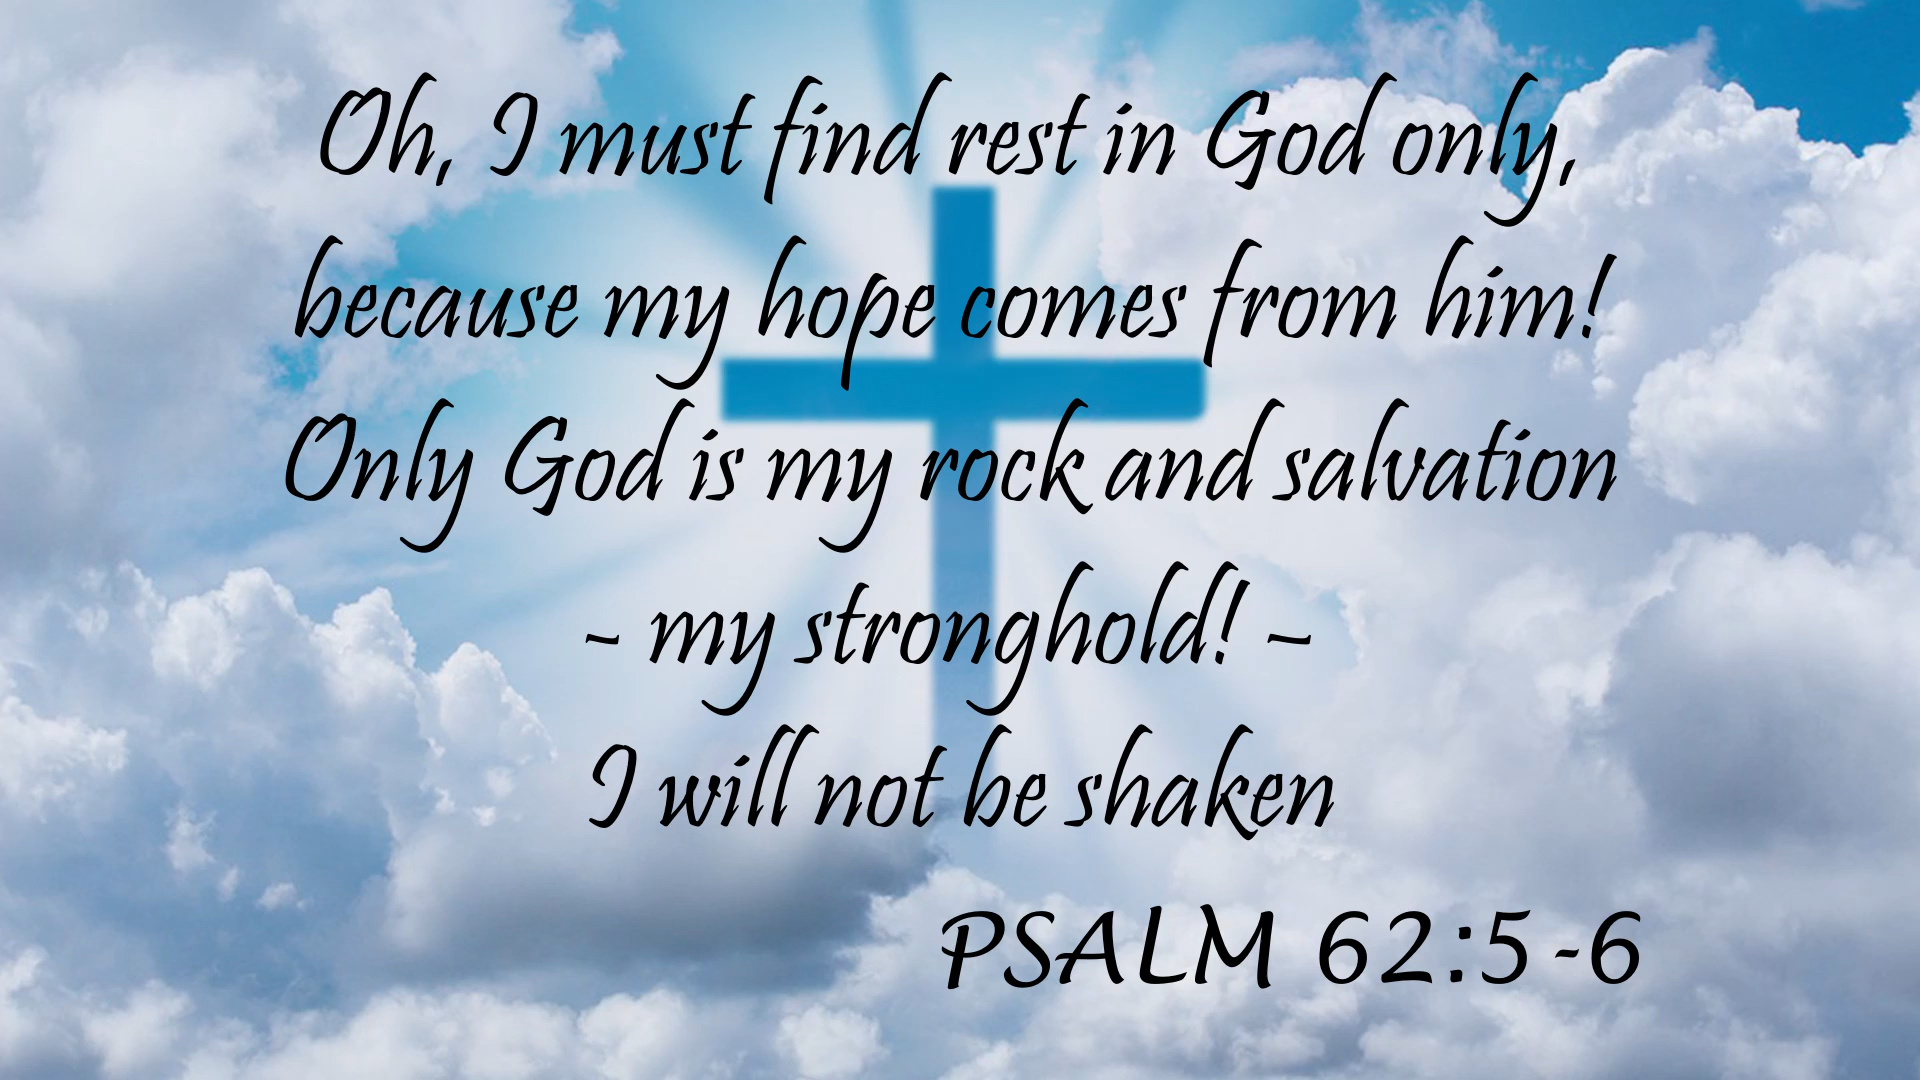 Oh, I must find rest in God only,
because my hope comes from him!
Only God is my rock and salvation
– my stronghold! –
I will not be shaken
PSALM 62:5-6